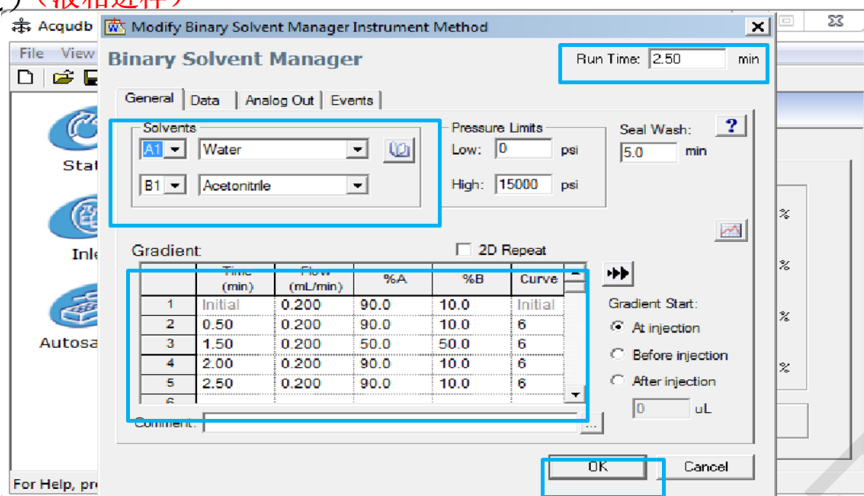 (液相进样)
Acqudb
Modify Binary Solvent Manager Instrument Method
File View
Binary Solvent Manager
Run Time: 2.50 min
General Data Analog Out Events
Solvents
Pressure Limits
Seal Wash: ?
A1 Water
Low: 0 psi
5.0 min
B1 Acetonitrile
High: 15000 psi
%
Gradient:
2D Repeat
%
Time Flow %A %B Curve
(min) (mL/min)
1 Initial 0.200 90.0 10.0 Initial
Gradient Start:
2 0.50 0.200 90.0 10.0 6
At injection
%
3 1.50 0.200 50.0 50.0 6
Autosa
Before injection
4 2.00 0.200 90.0 10.0 6
%
5 2.50 0.200 90.0 10.0 6
After injection
6
0 uL
Comment: ...
OK Cancel
For Help, pr